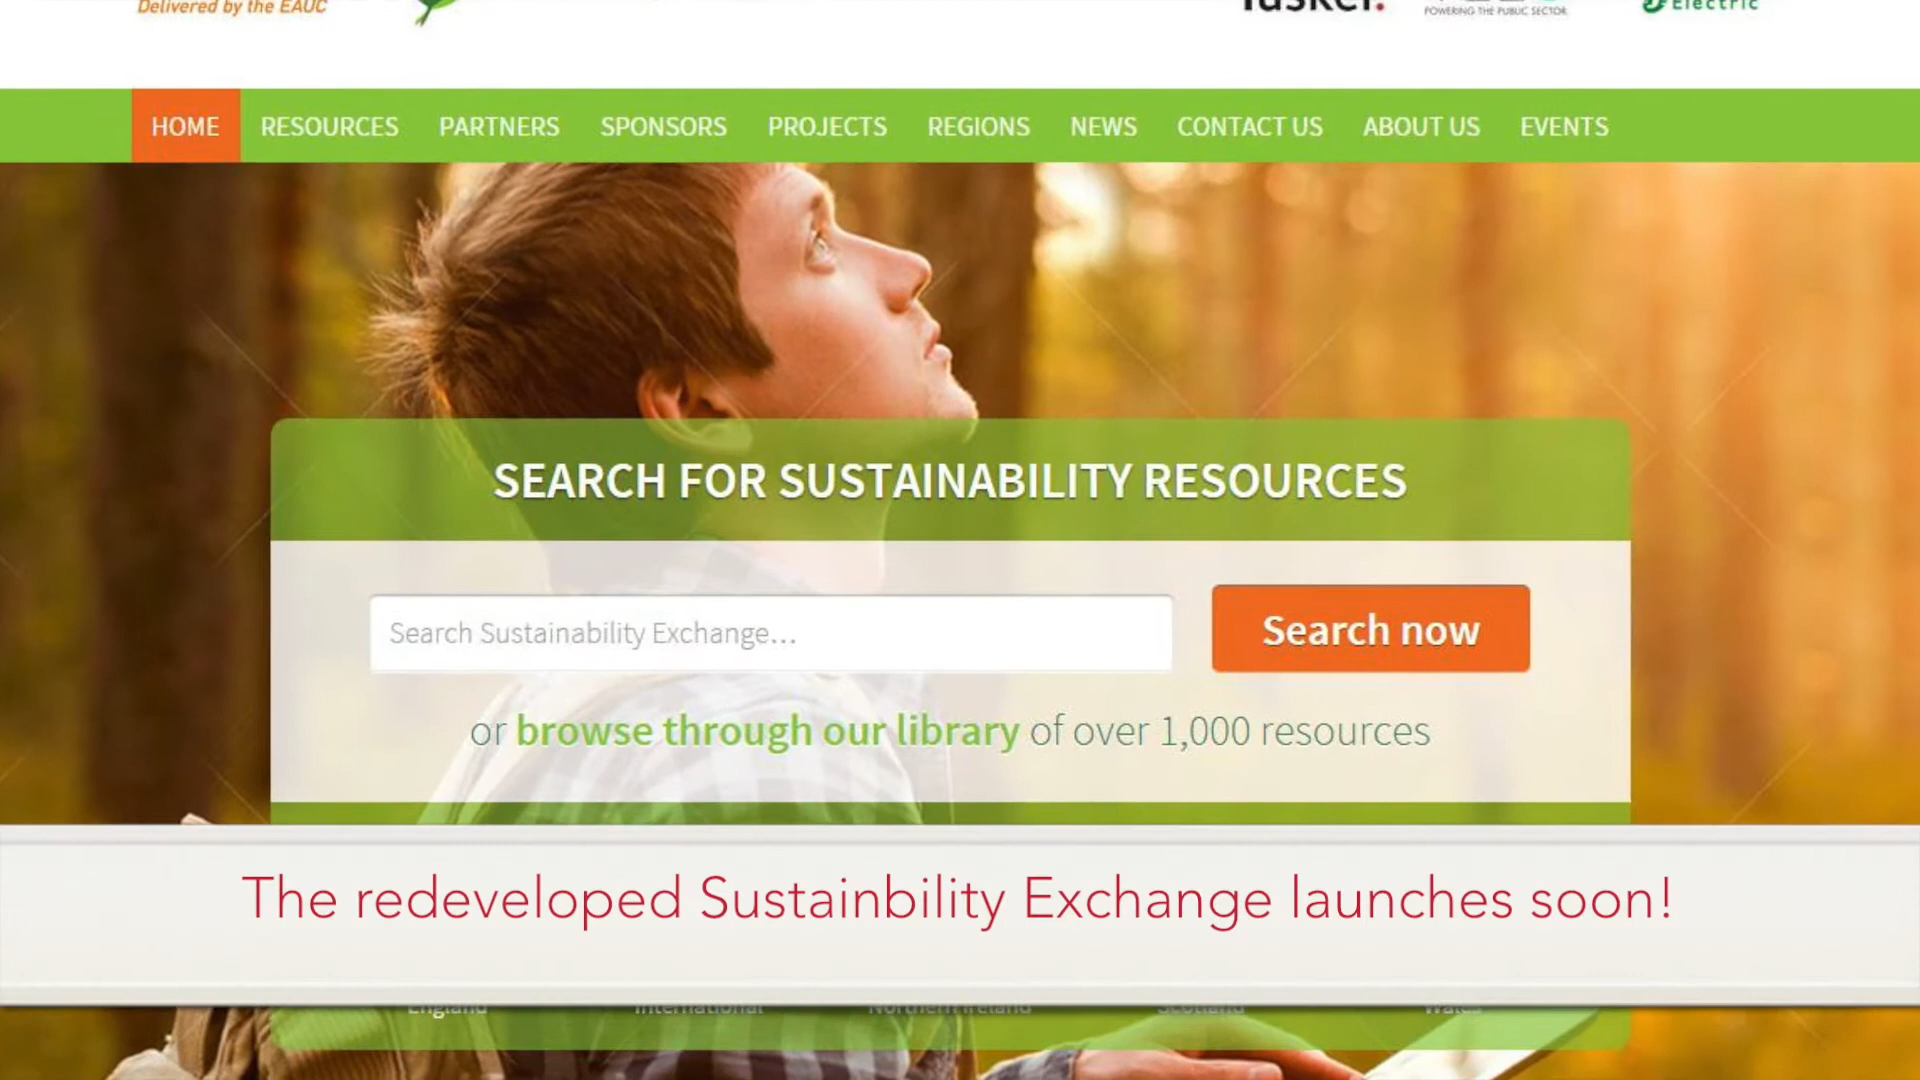 Delivered by the EAUC
Tusker.
POWERING THE PUBLIC SECTOR
Electric
HOME RESOURCES PARTNERS SPONSORS PROJECTS REGIONS NEWS CONTACT US ABOUT US EVENTS
SEARCH FOR SUSTAINABILITY RESOURCES
Search Sustainability Exchange...
Search now
or browse through our library of over 1,000 resources
The redeveloped Sustainbility Exchange launches soon!
England International Northern Ireland Scotland Wales